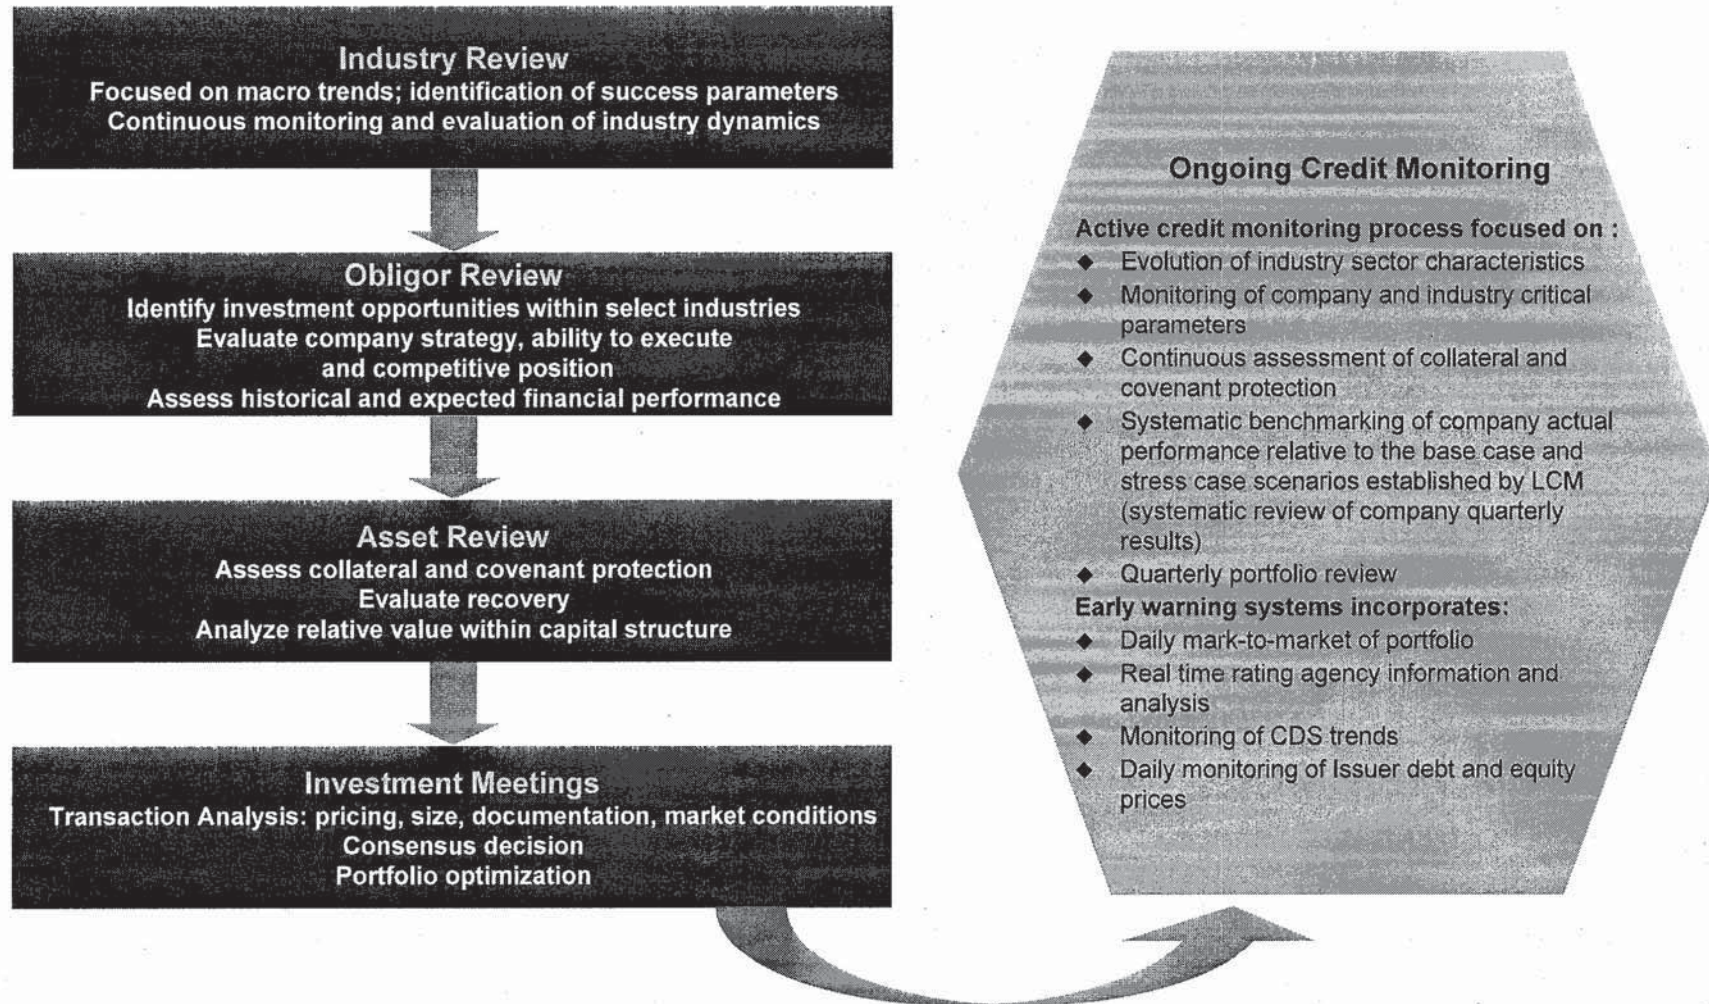 Industry Review
Focused on macro trends; identification of success parameters
Continuous monitoring and evaluation of industry dynamics
Obligor Review
Identify investment opportunities within select industries
Evaluate company strategy, ability to execute
and competitive position
Assess historical and expected financial performance
Asset Review
Assess collateral and covenant protection
Evaluate recovery
Analyze relative value within capital structure
Investment Meetings
Transaction Analysis: pricing, size, documentation, market conditions
Consensus decision
Portfolio optimization
Ongoing Credit Monitoring
Active credit monitoring process focused on :
◆ Evolution of industry sector characteristics
◆ Monitoring of company and industry critical
parameters
◆ Continuous assessment of collateral and
covenant protection
◆ Systematic benchmarking of company actual
performance relative to the base case and
stress case scenarios established by LCM
(systematic review of company quarterly
results)
◆ Quarterly portfolio review
Early warning systems incorporates:
◆ Daily mark-to-market of portfolio
◆ Real time rating agency information and
analysis
◆ Monitoring of CDS trends
◆ Daily monitoring of Issuer debt and equity
prices